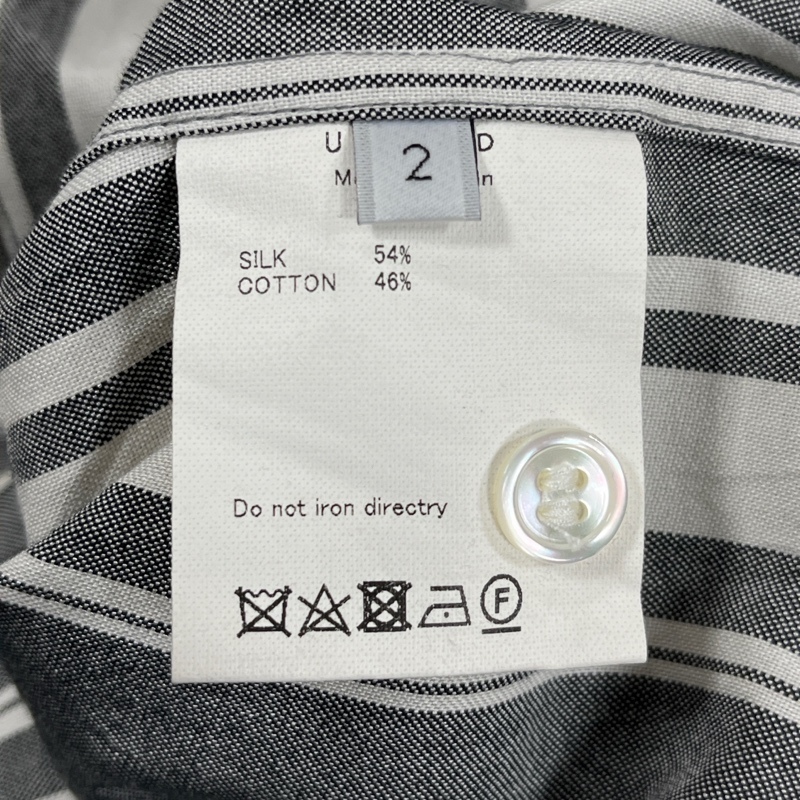 2
SILK 54%
COTTON 46%
Do not iron directry
F